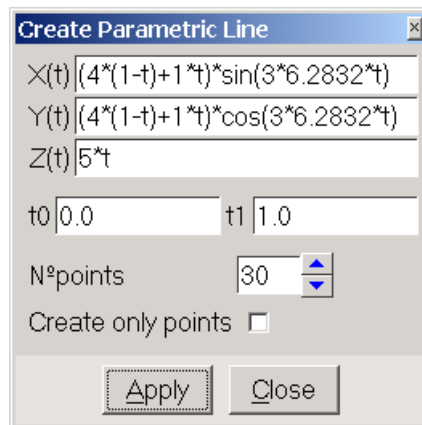 Create Parametric Line
X(t) (4*(1-t)+1*t)*sin(3*6.2832*t)
Y(t) (4*(1-t)+1*t)*cos(3*6.2832*t)
Z(t) 5*t
t0 0.0 t1 1.0
Nºpoints 30
Create only points
Apply Close